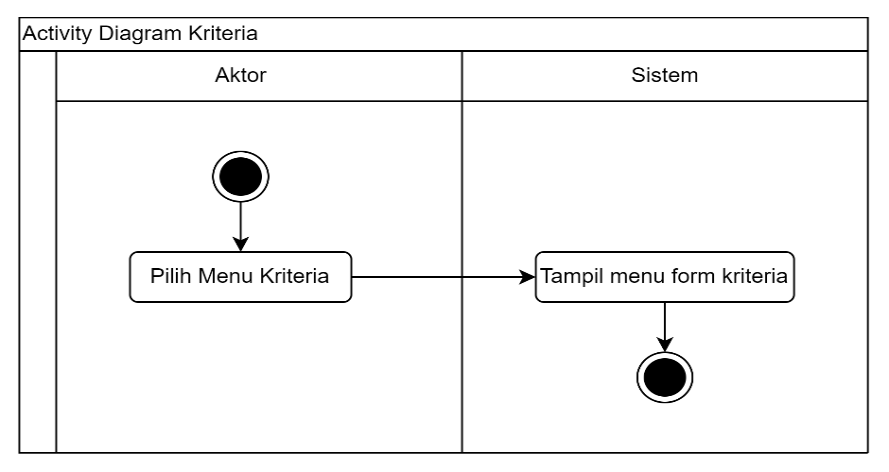 Activity Diagram Kriteria
Aktor
Sistem
Pilih Menu Kriteria
Tampil menu form kriteria